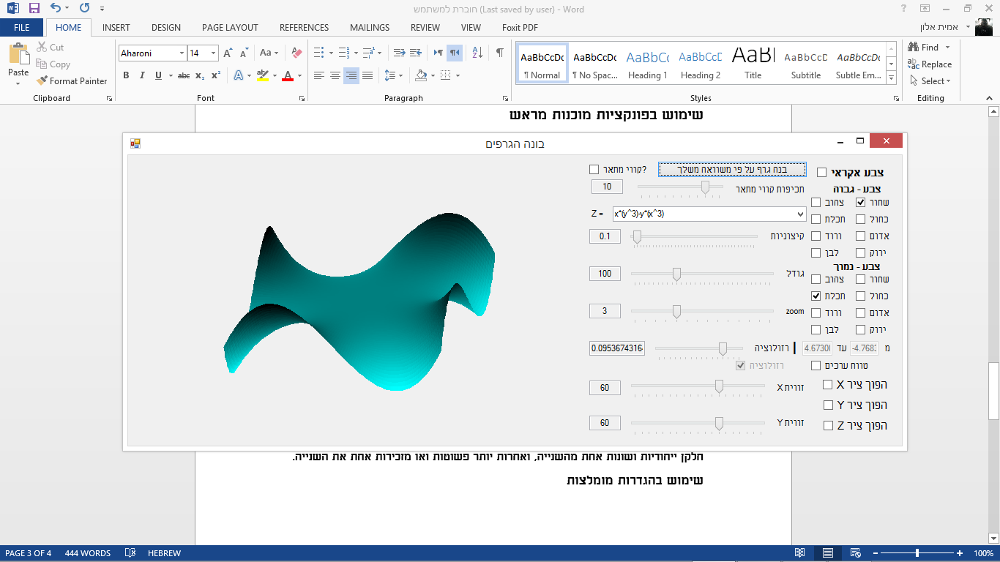 חוברת למשתמש (Last saved by user) - Word
FILE HOME INSERT DESIGN PAGE LAYOUT REFERENCES MAILINGS REVIEW VIEW Foxit PDF
אמית אלון
Paste
Cut
Copy
Format Painter
Clipboard
Aharoni 14
Font
Paragraph
AaBbCcDc AaBbCcDc AaBbCc AaBbCcD AaBb AaBbCcD AaBbCcDc
¶ Normal ¶ No Spac... Heading 1 Heading 2 Title Subtitle Subtle Em...
Styles
Find
Replace
Select
Editing
שימוש בפונקציות מוכנות מראש
בונה הגרפים
צבע אקראי
בנה גרף על פי משוואה משלך
קווי מתאר?
תכיפות קווי מתאר
10
צבע - גבוה
שחור צהוב
כחול תכלת
אדום ורוד
ירוק לבן
Z = x*(y^3)-y*(x^3)
קיצוניות 0.1
גודל 100
zoom 3
צבע - נמוך
שחור צהוב
כחול תכלת
אדום ורוד
ירוק לבן
מ -4.768 עד 4.6730
רזולוציה 0.095367431
טווח ערכים
רזולוציה
הפוך ציר X
הפוך ציר Y
הפוך ציר Z
זווית X 60
זווית Y 60
חלקן ייחודיות ושונות אחת מהשנייה, ואחרות יותר פשוטות ואו מזכירות אחת את השנייה.
שימוש בהגדרות מומלצות
PAGE 3 OF 4 444 WORDS HEBREW 100%